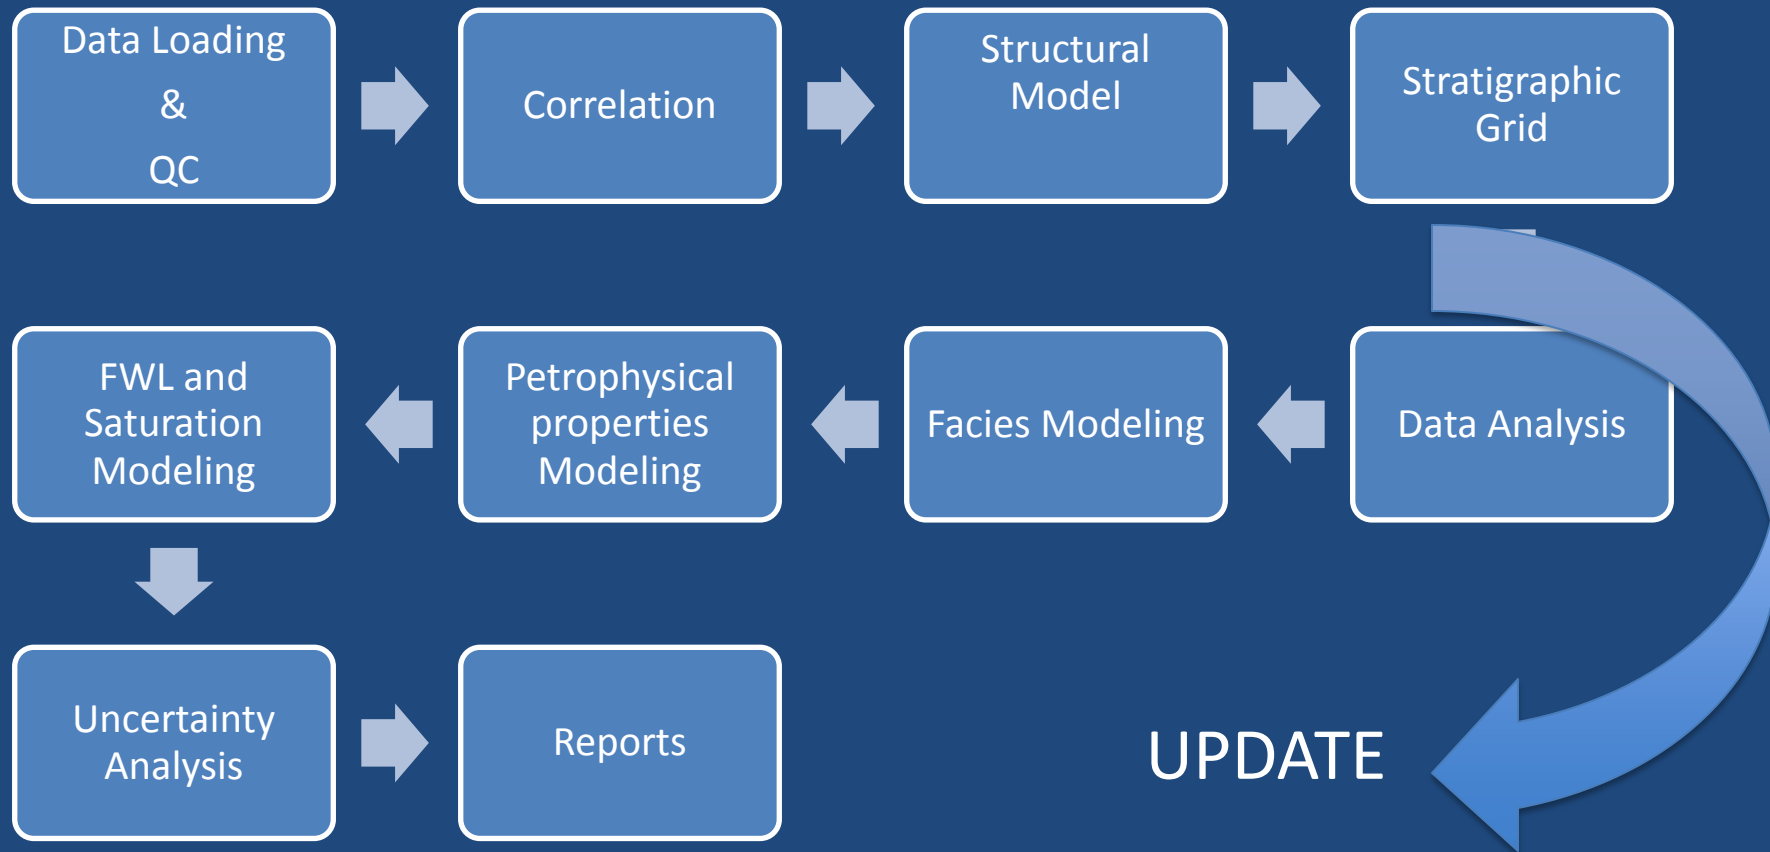 Data Loading
&
QC
Correlation
Structural
Model
Stratigraphic
Grid
FWL and
Saturation
Modeling
Petrophysical
properties
Modeling
Facies Modeling
Data Analysis
Uncertainty
Analysis
Reports
UPDATE